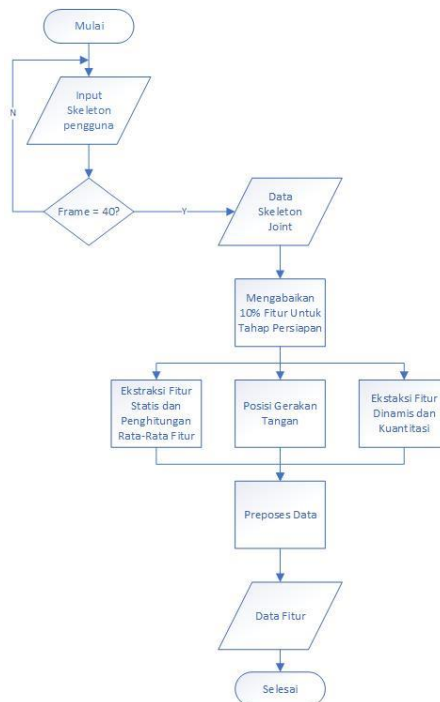 Mulai
Input
Skeleton
pengguna
N
Frame = 40?
Y
Data
Skeleton
Joint
Mengabaikan
10% Fitur Untuk
Tahap Persiapan
Ekstraksi Fitur
Statis dan
Penghitungan
Rata-Rata Fitur
Posisi Gerakan
Tangan
Ekstaksi Fitur
Dinamis dan
Kuantitasi
Preposes Data
Data Fitur
Selesai